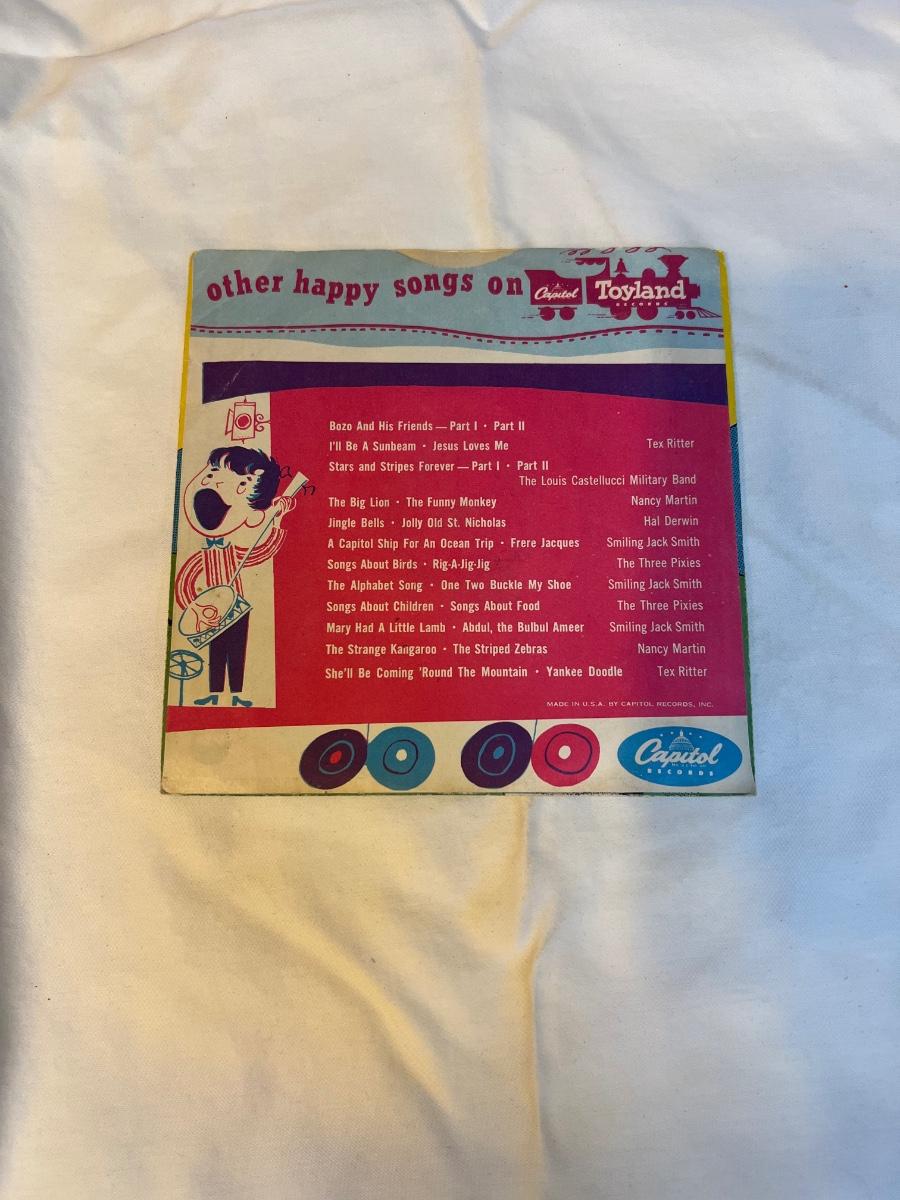 other happy songs on Capitol Toyland
RECORDS
Bozo And His Friends — Part I • Part II
I'll Be A Sunbeam • Jesus Loves Me Tex Ritter
Stars and Stripes Forever — Part I • Part II
The Louis Castellucci Military Band
The Big Lion • The Funny Monkey Nancy Martin
Jingle Bells • Jolly Old St. Nicholas Hal Derwin
A Capitol Ship For An Ocean Trip • Frere Jacques Smiling Jack Smith
Songs About Birds • Rig-A-Jig-Jig The Three Pixies
The Alphabet Song • One Two Buckle My Shoe Smiling Jack Smith
Songs About Children • Songs About Food The Three Pixies
Mary Had A Little Lamb • Abdul, the Bulbul Ameer Smiling Jack Smith
The Strange Kangaroo • The Striped Zebras Nancy Martin
She'll Be Coming 'Round The Mountain • Yankee Doodle Tex Ritter
MADE IN U.S.A. BY CAPITOL RECORDS, INC.
Capitol
RECORDS